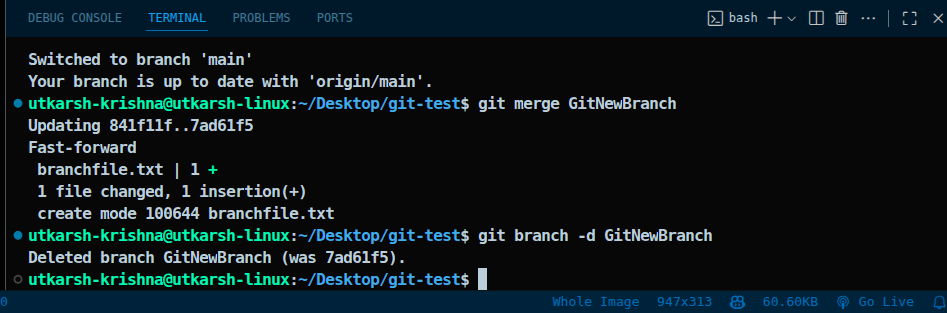 DEBUG CONSOLE TERMINAL PROBLEMS PORTS bash
Switched to branch 'main'
Your branch is up to date with 'origin/main'.
utkarsh-krishna@utkarsh-linux:~/Desktop/git-test$ git merge GitNewBranch
Updating 841f11f..7ad61f5
Fast-forward
 branchfile.txt | 1 +
 1 file changed, 1 insertion(+)
 create mode 100644 branchfile.txt
utkarsh-krishna@utkarsh-linux:~/Desktop/git-test$ git branch -d GitNewBranch
Deleted branch GitNewBranch (was 7ad61f5).
utkarsh-krishna@utkarsh-linux:~/Desktop/git-test$
0 Whole Image 947x313 60.60KB Go Live